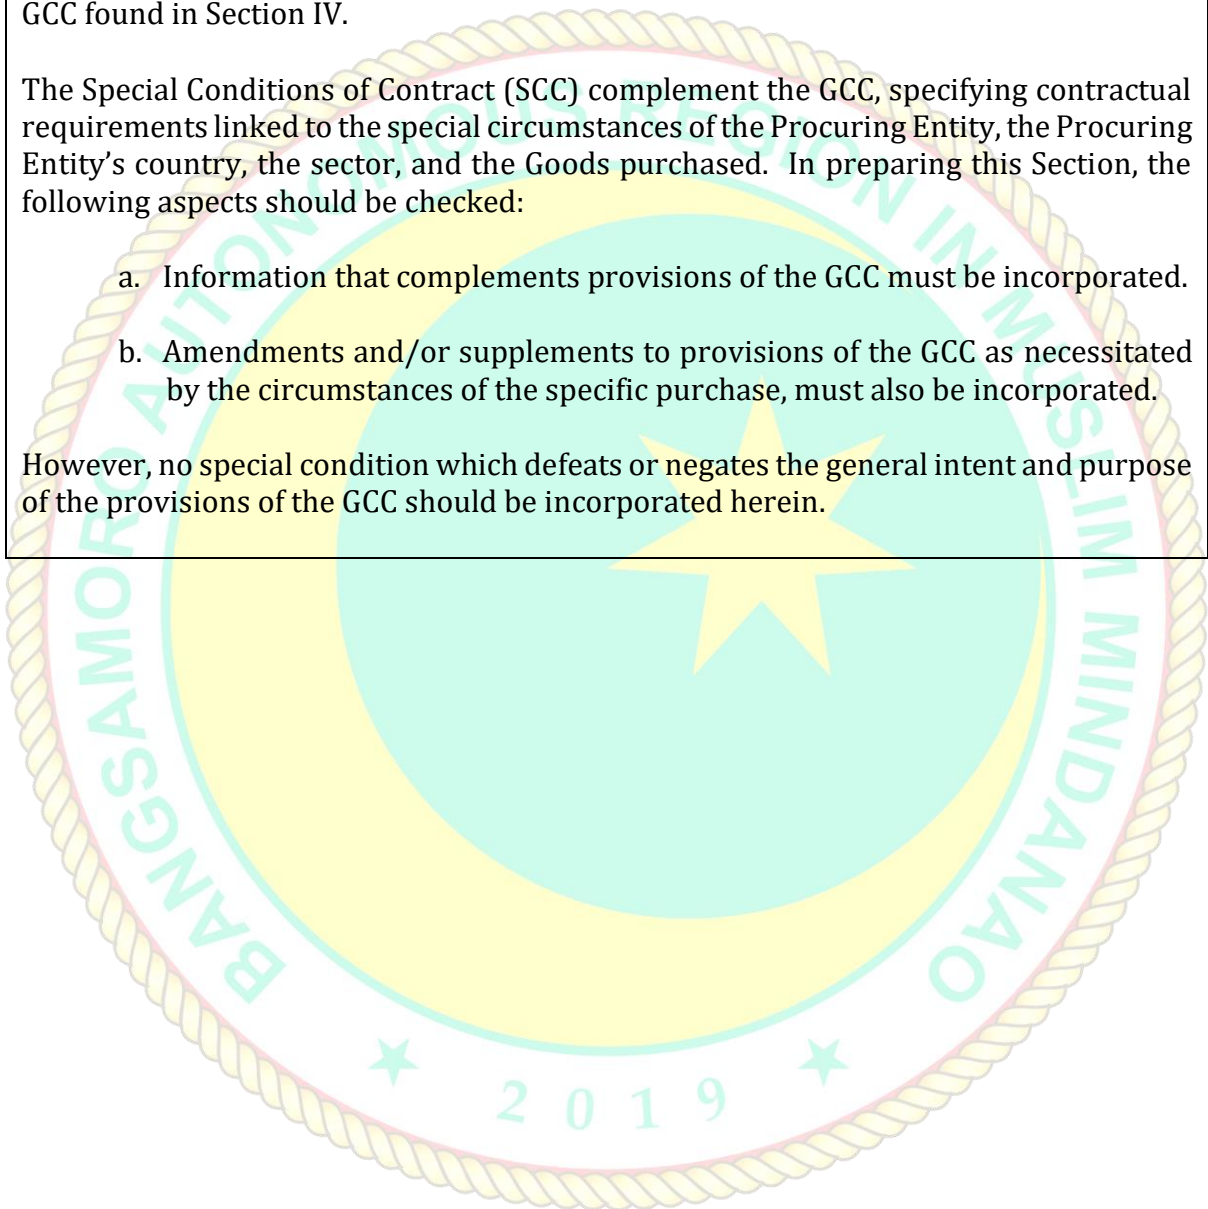 GCC found in Section IV.
The Special Conditions of Contract (SCC) complement the GCC, specifying contractual
requirements linked to the special circumstances of the Procuring Entity, the Procuring
Entity’s country, the sector, and the Goods purchased. In preparing this Section, the
following aspects should be checked:
a. Information that complements provisions of the GCC must be incorporated.
b. Amendments and/or supplements to provisions of the GCC as necessitated
by the circumstances of the specific purchase, must also be incorporated.
However, no special condition which defeats or negates the general intent and purpose
of the provisions of the GCC should be incorporated herein.
BANGSAMORO AUTONOMOUS REGION IN MUSLIM MINDANAO
2019